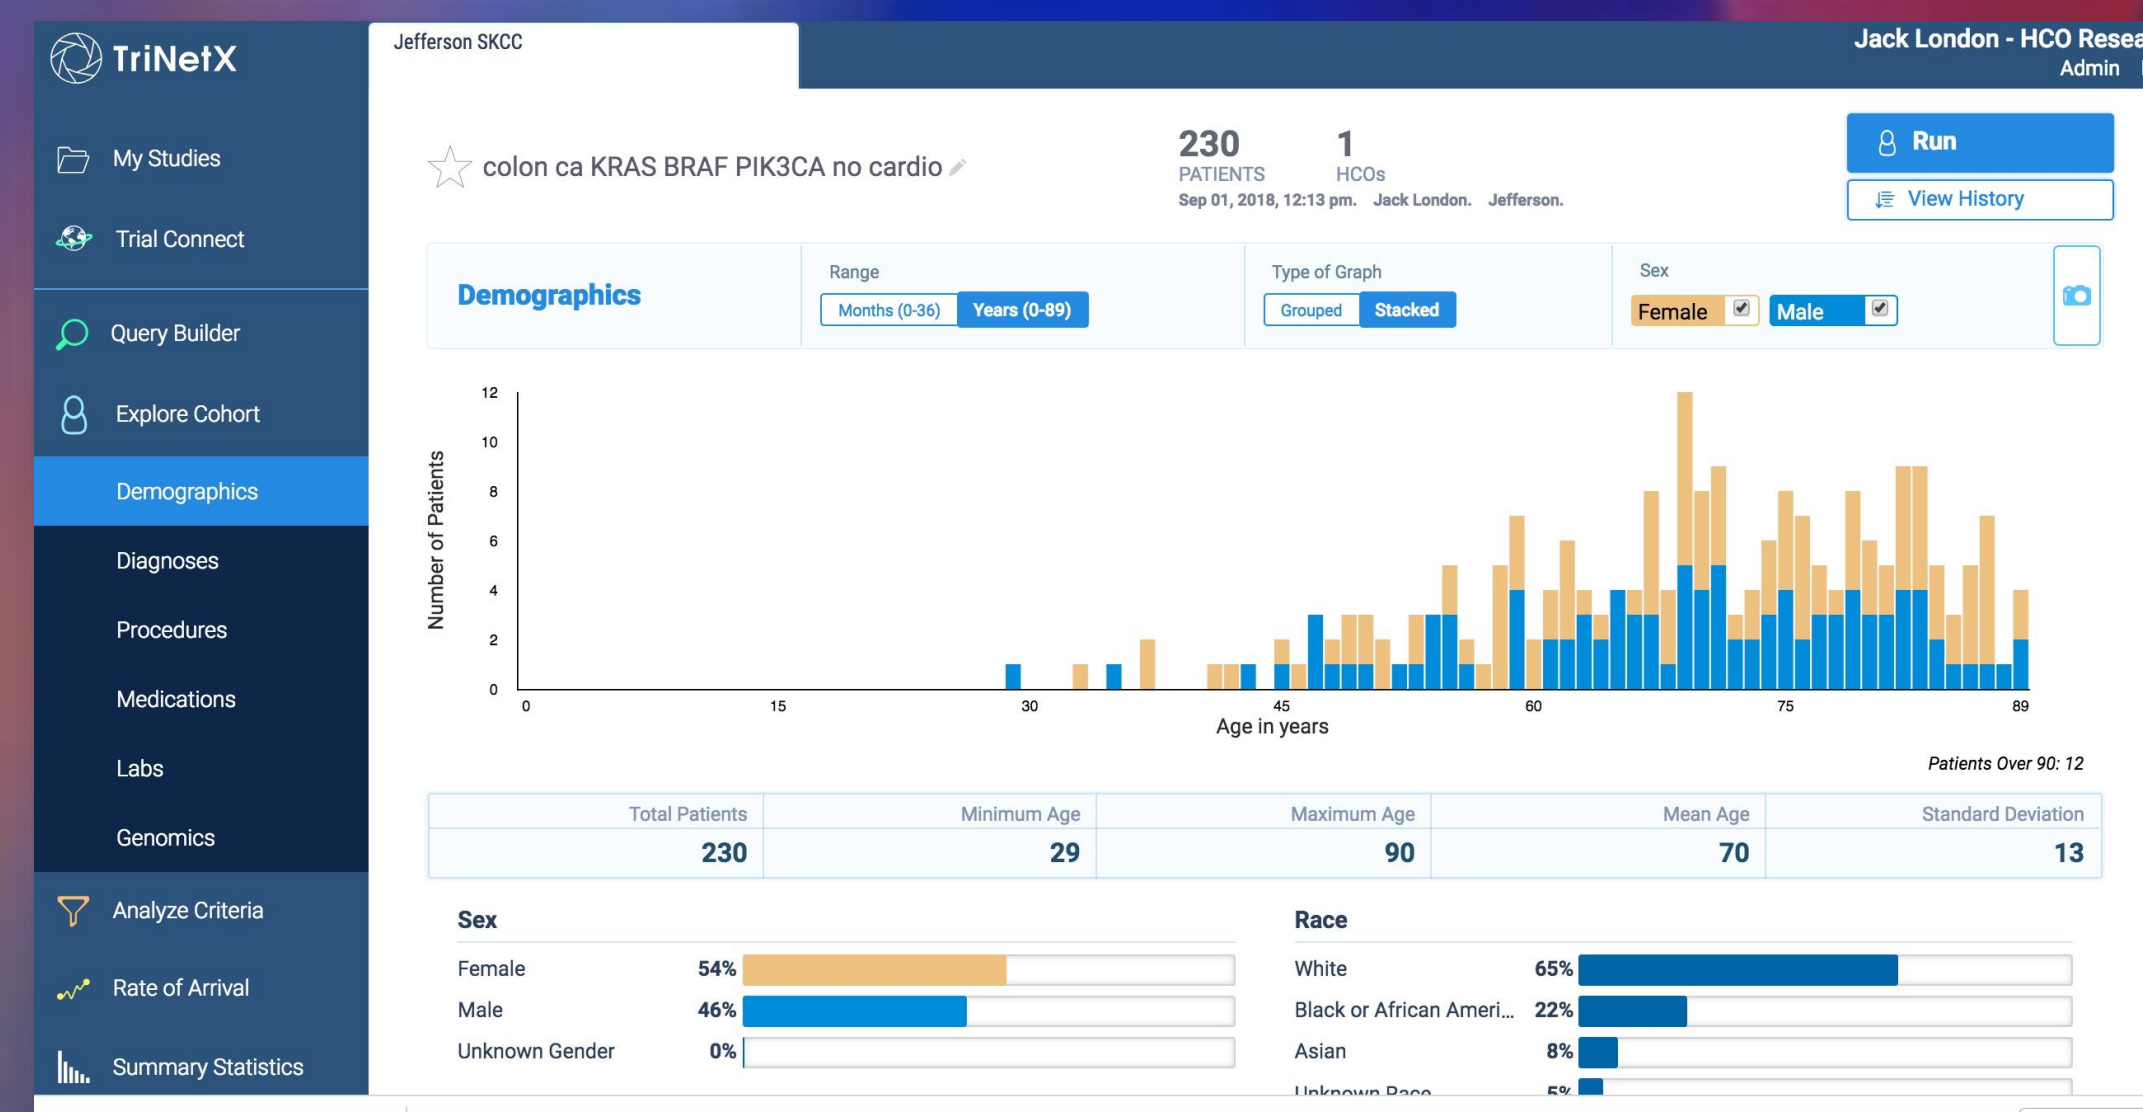 TriNetX
Jefferson SKCC
Jack London - HCO Resea
Admin
My Studies
Trial Connect
Query Builder
Explore Cohort
Demographics
Diagnoses
Procedures
Medications
Labs
Genomics
Analyze Criteria
Rate of Arrival
Summary Statistics
colon ca KRAS BRAF PIK3CA no cardio
230 1
PATIENTS HCOs
Sep 01, 2018, 12:13 pm. Jack London. Jefferson.
Run
View History
Demographics
Range
Months (0-36) Years (0-89)
Type of Graph
Grouped Stacked
Sex
Female Male
Number of Patients
12
10
8
6
4
2
0
0 15 30 45 60 75 89
Age in years
Patients Over 90: 12
Total Patients Minimum Age Maximum Age Mean Age Standard Deviation
230 29 90 70 13
Sex
Female 54%
Male 46%
Unknown Gender 0%
Race
White 65%
Black or African Ameri... 22%
Asian 8%
Unknown Race 5%